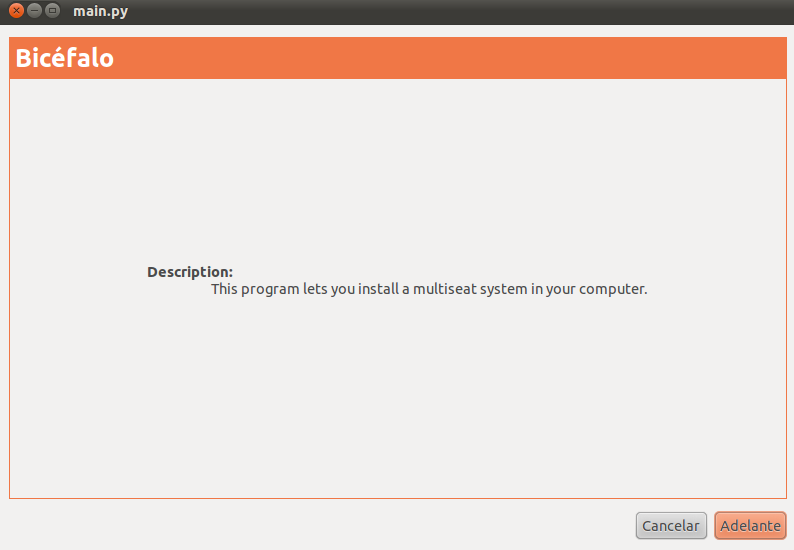 main.py
Bicéfalo
Description:
This program lets you install a multiseat system in your computer.
Cancelar
Adelante